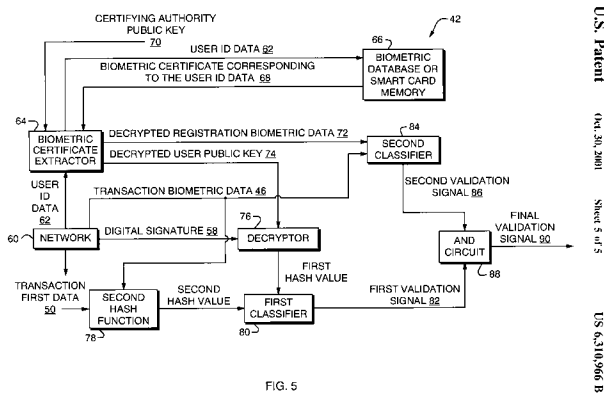 CERTIFYING AUTHORITY
PUBLIC KEY
70
42
USER ID DATA 62
66
BIOMETRIC CERTIFICATE CORRESPONDING
TO THE USER ID DATA 68
BIOMETRIC
DATABASE OR
SMART CARD
MEMORY
64
BIOMETRIC
CERTIFICATE
EXTRACTOR
DECRYPTED REGISTRATION BIOMETRIC DATA 72
DECRYPTED USER PUBLIC KEY 74
84
SECOND
CLASSIFIER
USER
ID DATA
62
TRANSACTION BIOMETRIC DATA 46
SECOND VALIDATION
SIGNAL 86
60
NETWORK
DIGITAL SIGNATURE 58
76
DECRYPTOR
AND
CIRCUIT
88
FINAL
VALIDATION
SIGNAL 90
TRANSACTION
FIRST DATA
50
SECOND
HASH
FUNCTION
78
SECOND
HASH VALUE
FIRST
HASH VALUE
FIRST
CLASSIFIER
80
FIRST VALIDATION
SIGNAL 82
FIG. 5
U.S. Patent
Oct. 30, 2001
Sheet 5 of 5
US 6,310,966 B